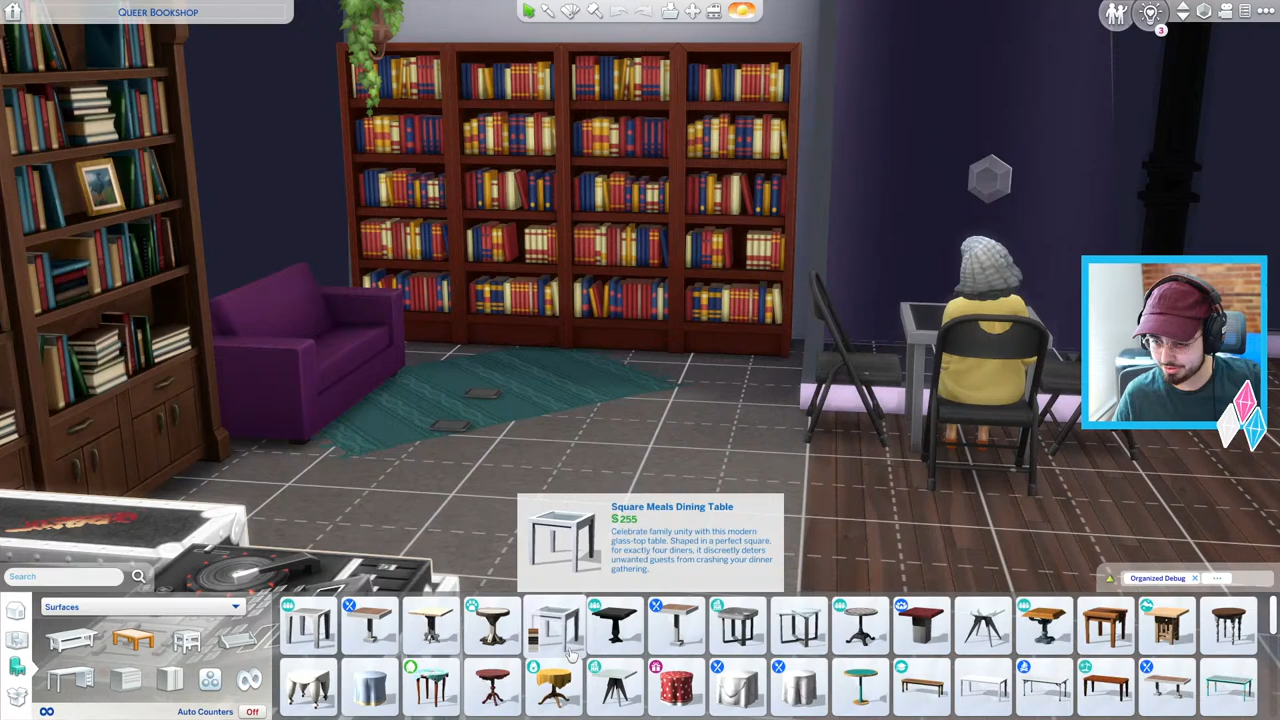 Queer Bookshop
3
Square Meals Dining Table
§255
Celebrate family unity with this modern
glass-top table. Shaped in a perfect square,
for exactly four diners, it discreetly deters
unwanted guests from crashing your dinner
gathering.
Search
Organized Debug
Surfaces
Auto Counters Off